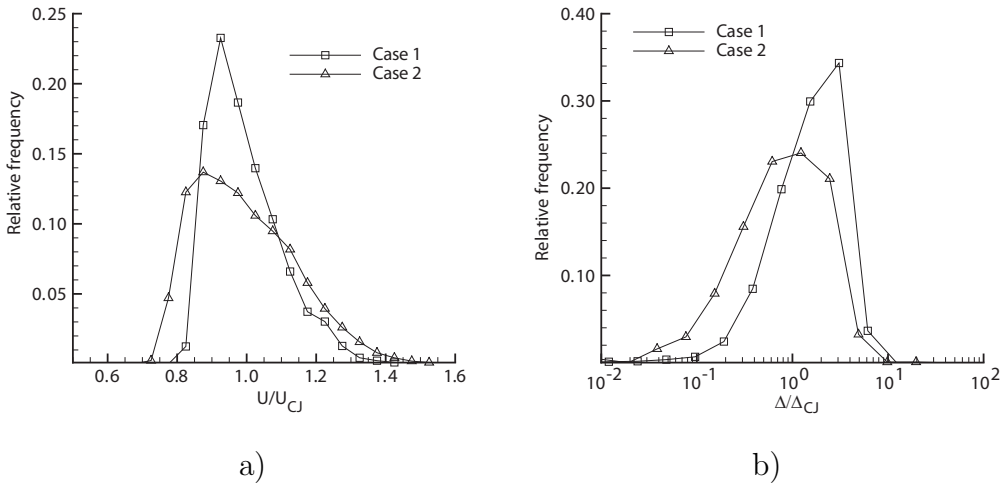 0.25
0.20
0.15
0.10
0.05
Relative frequency
Case 1
Case 2
0.6 0.8 1.0 1.2 1.4 1.6
U/U_CJ
a)
0.40
0.30
0.20
0.10
Relative frequency
Case 1
Case 2
10^-2 10^-1 10^0 10^1 10^2
Δ/Δ_CJ
b)